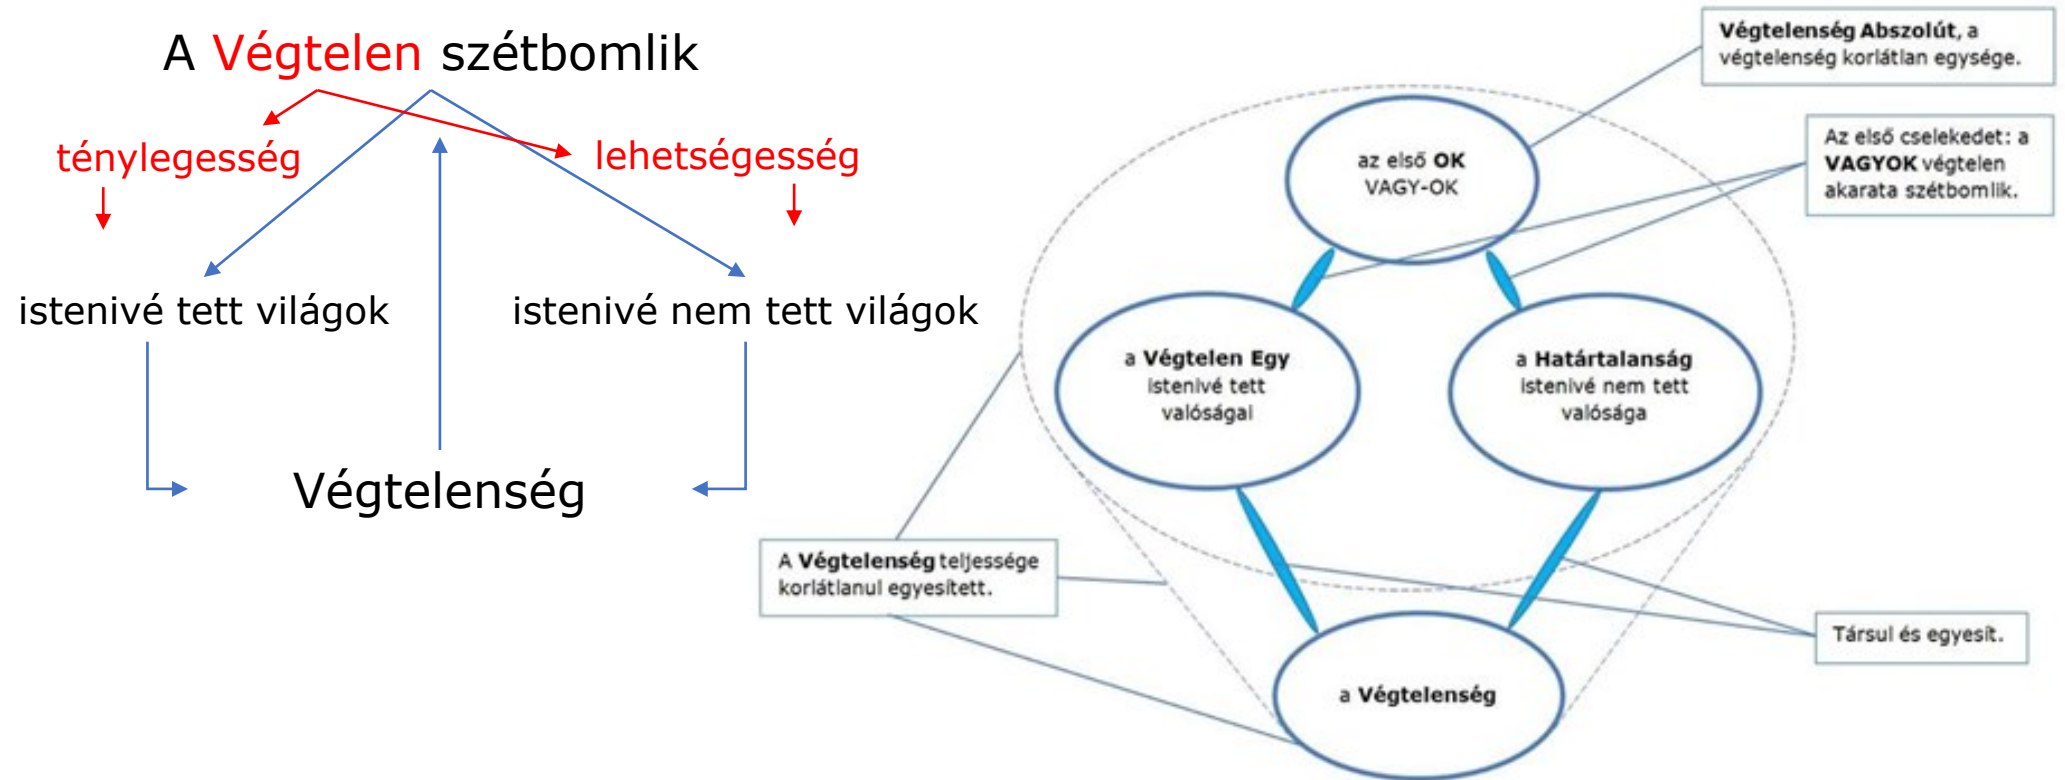 A Végtelen szétbomlik
ténylegesség
lehetségesség
istenivé tett világok
istenivé nem tett világok
Végtelenség
Végtelenség Abszolút, a
végtelenség korlátlan egysége.
az első OK
VAGY-OK
Az első cselekedet: a
VAGYOK végtelen
akarata szétbomlik.
a Végtelen Egy
istenivé tett
valóságai
a Határtalanság
istenivé nem tett
valósága
A Végtelenség teljessége
korlátlanul egyesített.
Társul és egyesít.
a Végtelenség